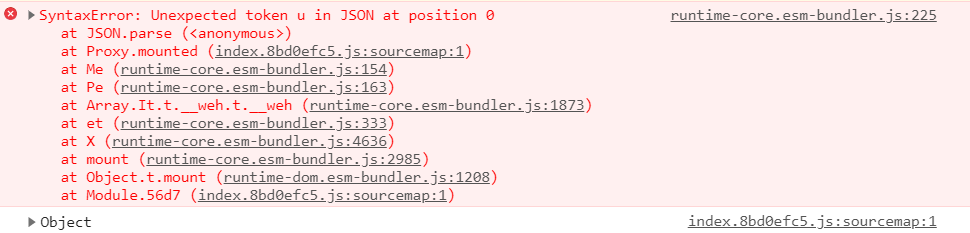 SyntaxError: Unexpected token u in JSON at position 0 runtime-core.esm-bundler.js:225
at JSON.parse (<anonymous>)
at Proxy.mounted (index.8bd0efc5.js:sourcemap:1)
at Me (runtime-core.esm-bundler.js:154)
at Pe (runtime-core.esm-bundler.js:163)
at Array.It.t.__weh.t.__weh (runtime-core.esm-bundler.js:1873)
at et (runtime-core.esm-bundler.js:333)
at X (runtime-core.esm-bundler.js:4636)
at mount (runtime-core.esm-bundler.js:2985)
at Object.t.mount (runtime-dom.esm-bundler.js:1208)
at Module.56d7 (index.8bd0efc5.js:sourcemap:1)
Object index.8bd0efc5.js:sourcemap:1